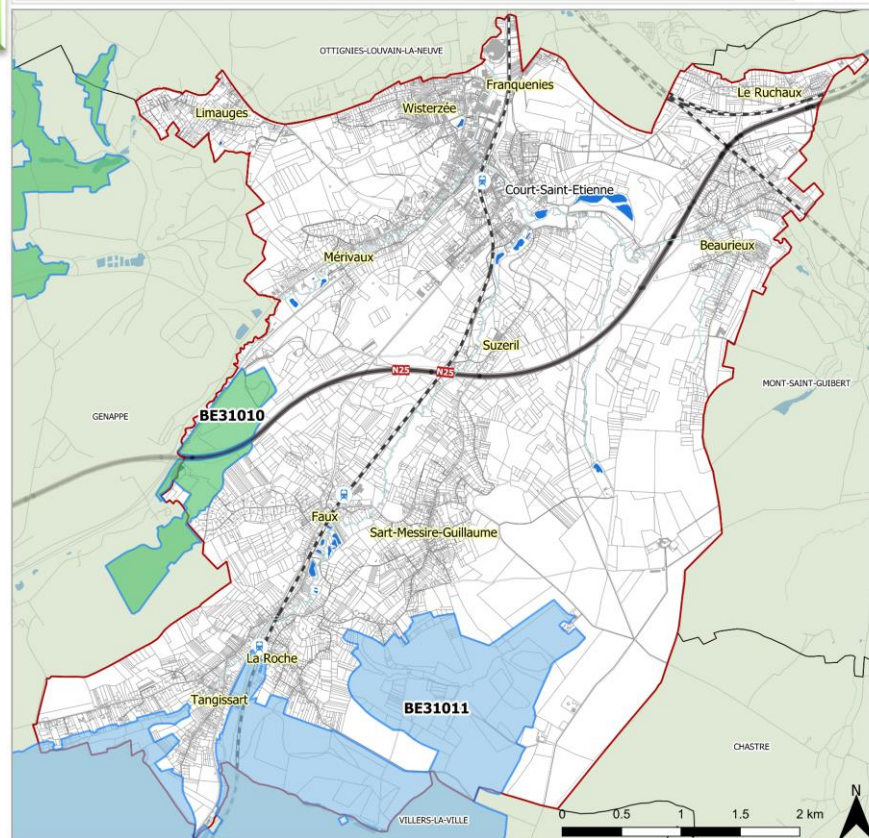 OTTIGNIES-LOUVAIN-LA-NEUVE
Franquenies
Le Ruchaux
Wisterzée
Limauges
Court-Saint-Etienne
Beaurieux
Mérivaux
Suzeril
N25
N25
MONT-SAINT-GUIBERT
GENAPPE
BE31010
Faux
Sart-Messire-Guillaume
La Roche
Tangissart
BE31011
CHASTRE
VILLERS-LA-VILLE
N
0 0.5 1 1.5 2 km